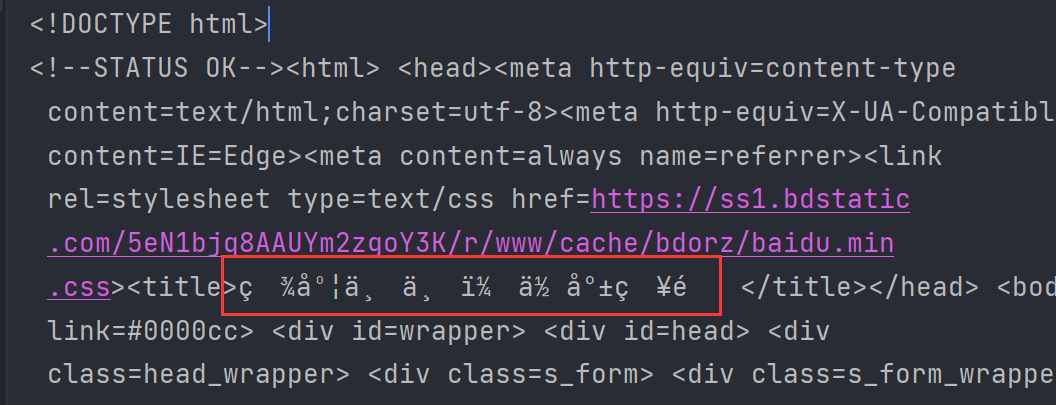 <!DOCTYPE html>
<!--STATUS OK--><html> <head><meta http-equiv=content-type
content=text/html;charset=utf-8><meta http-equiv=X-UA-Compatibl
content=IE=Edge><meta content=always name=referrer><link
rel=stylesheet type=text/css href=https://ss1.bdstatic
.com/5eN1bjq8AAUYm2zgoY3K/r/www/cache/bdorz/baidu.min
.css><title>ç ¾åº¦ä¸ ä¸ ï¼ ä½ å°±ç ¥é </title></head> <bod
link=#0000cc> <div id=wrapper> <div id=head> <div
class=head_wrapper> <div class=s_form> <div class=s_form_wrappe